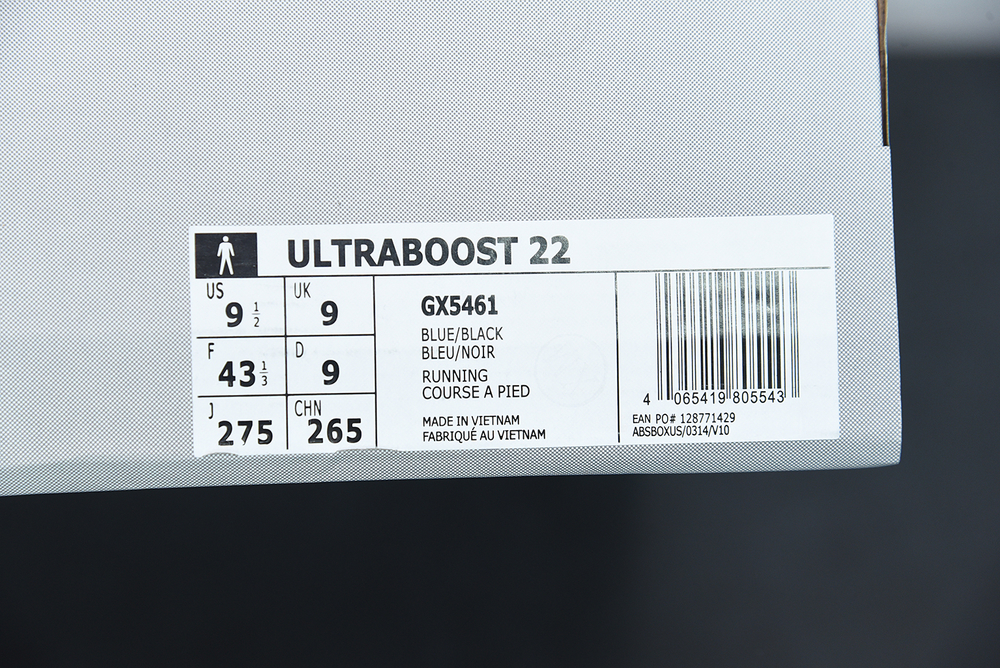 ULTRABOOST 22
US
9 1/2
UK
9
F
43 1/3
D
9
J
275
CHN
265
GX5461
BLUE/BLACK
BLEU/NOIR
RUNNING
COURSE A PIED
MADE IN VIETNAM
FABRIQUÉ AU VIETNAM
4 065419 805543
EAN PO# 128771429
ABSBOXUS/0314/V10